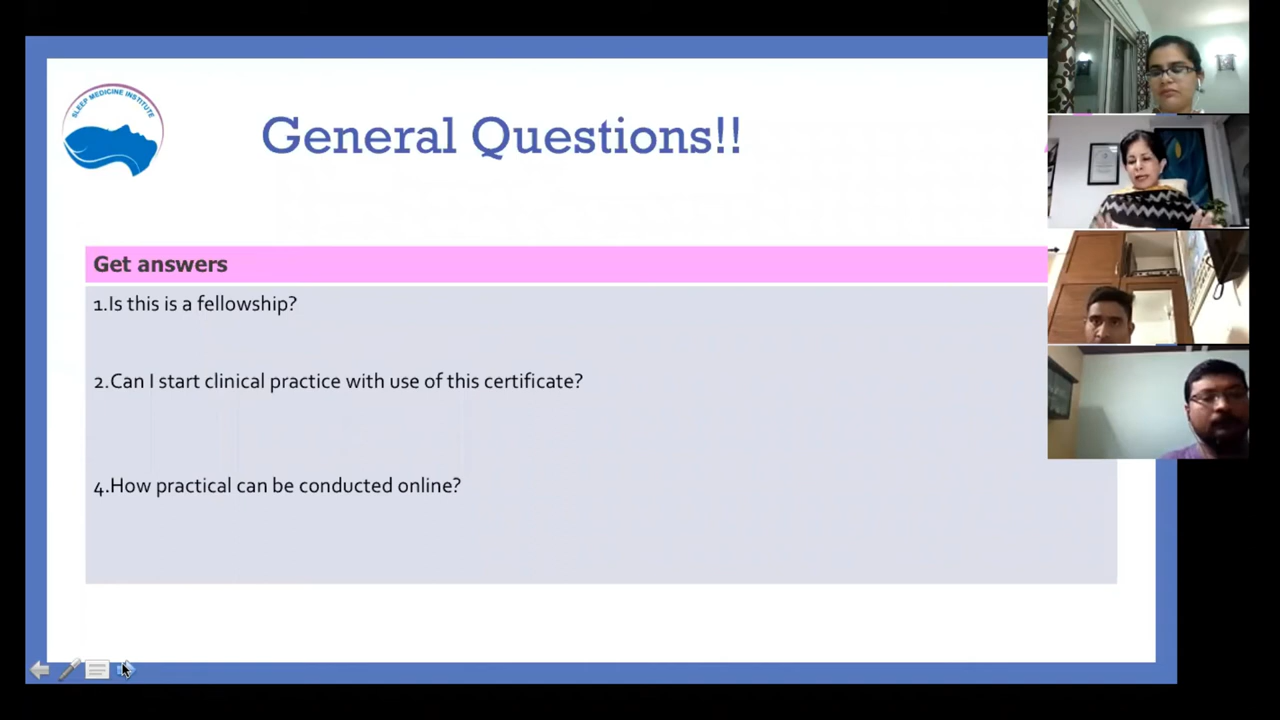 SLEEP MEDICINE INSTITUTE
General Questions!!
Get answers
1.Is this is a fellowship?
2.Can I start clinical practice with use of this certificate?
4.How practical can be conducted online?